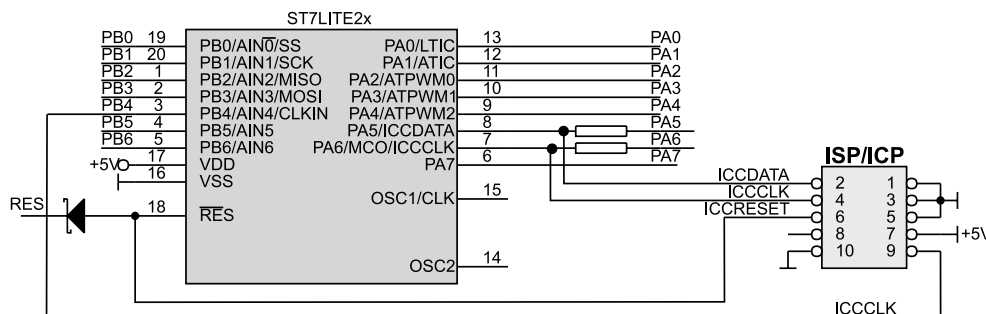 ST7LITE2x
PB0 19 PB0/AIN0/SS PA0/LTIC 13 PA0
PB1 20 PB1/AIN1/SCK PA1/ATIC 12 PA1
PB2 1 PB2/AIN2/MISO PA2/ATPWM0 11 PA2
PB3 2 PB3/AIN3/MOSI PA3/ATPWM1 10 PA3
PB4 3 PB4/AIN4/CLKIN PA4/ATPWM2 9 PA4
PB5 4 PB5/AIN5 PA5/ICCDATA 8 PA5
PB6 5 PB6/AIN6 PA6/MCO/ICCCLK 7 PA6
+5V 17 VDD PA7 6 PA7
16 VSS
OSC1/CLK 15
RES 18 RES
OSC2 14
ISP/ICP
ICCDATA 2 1
ICCCLK 4 3
ICCRESET 6 5
8 7 +5V
10 9
ICCCLK